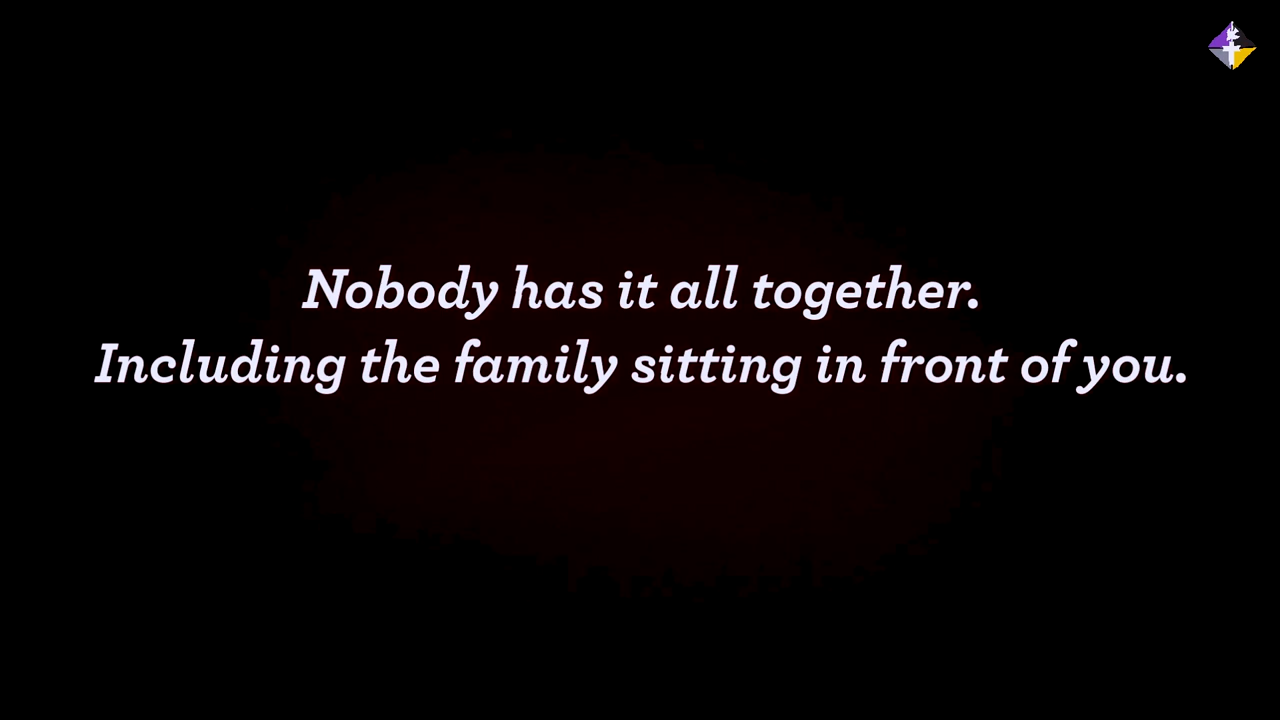 Nobody has it all together.
Including the family sitting in front of you.